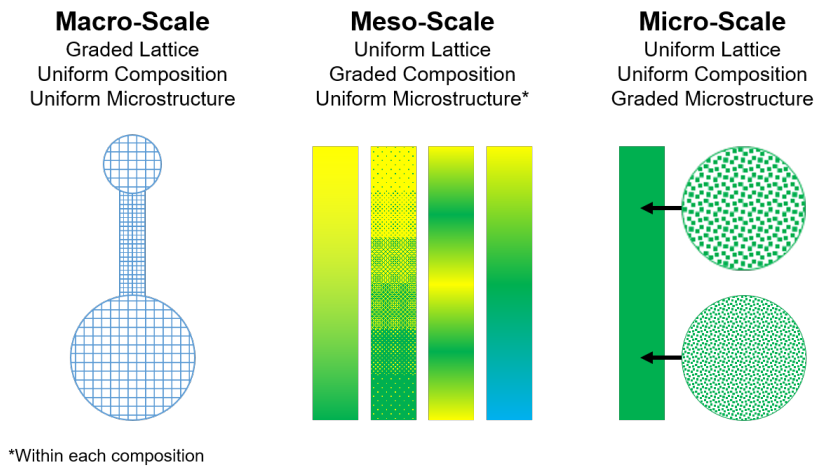 Macro-Scale
Graded Lattice
Uniform Composition
Uniform Microstructure
Meso-Scale
Uniform Lattice
Graded Composition
Uniform Microstructure*
Micro-Scale
Uniform Lattice
Uniform Composition
Graded Microstructure
*Within each composition